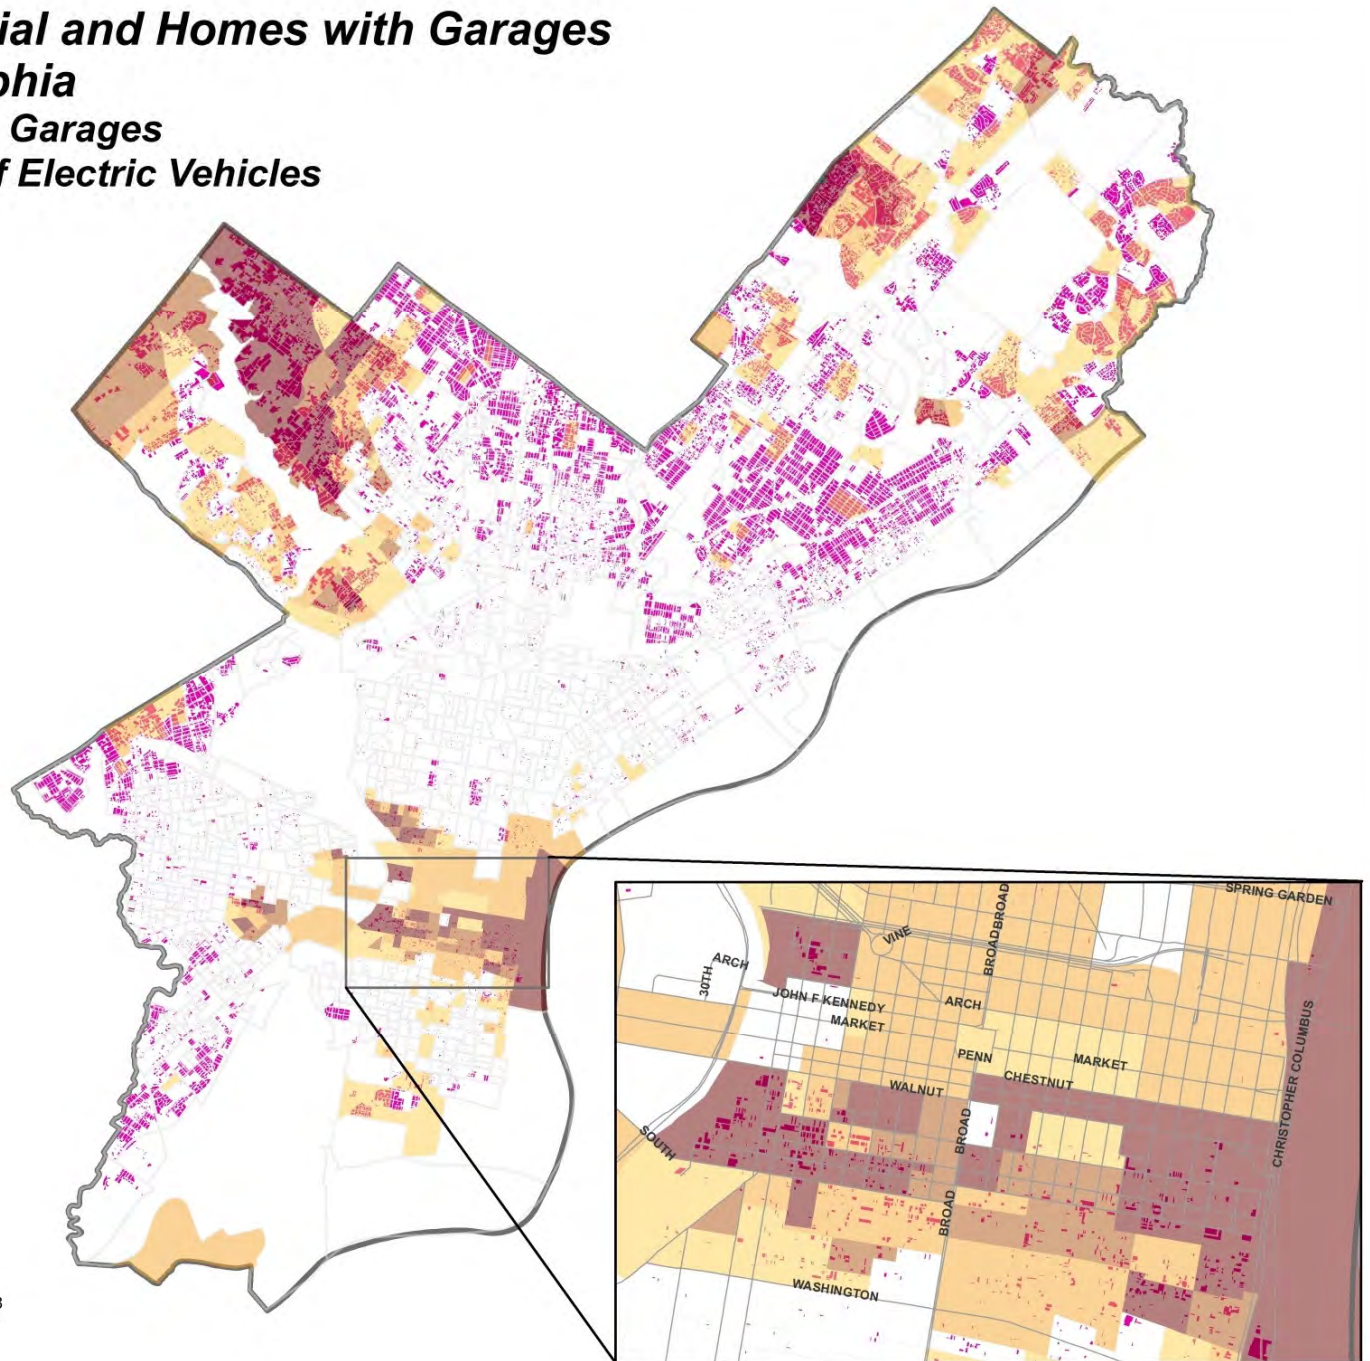 ial and Homes with Garages
phia
Garages
f Electric Vehicles
SPRING GARDEN
BROAD
BROAD
VINE
ARCH
30TH
ARCH
JOHN F KENNEDY
MARKET
PENN
MARKET
CHESTNUT
WALNUT
CHRISTOPHER COLUMBUS
BROAD
SOUTH
BROAD
WASHINGTON
3